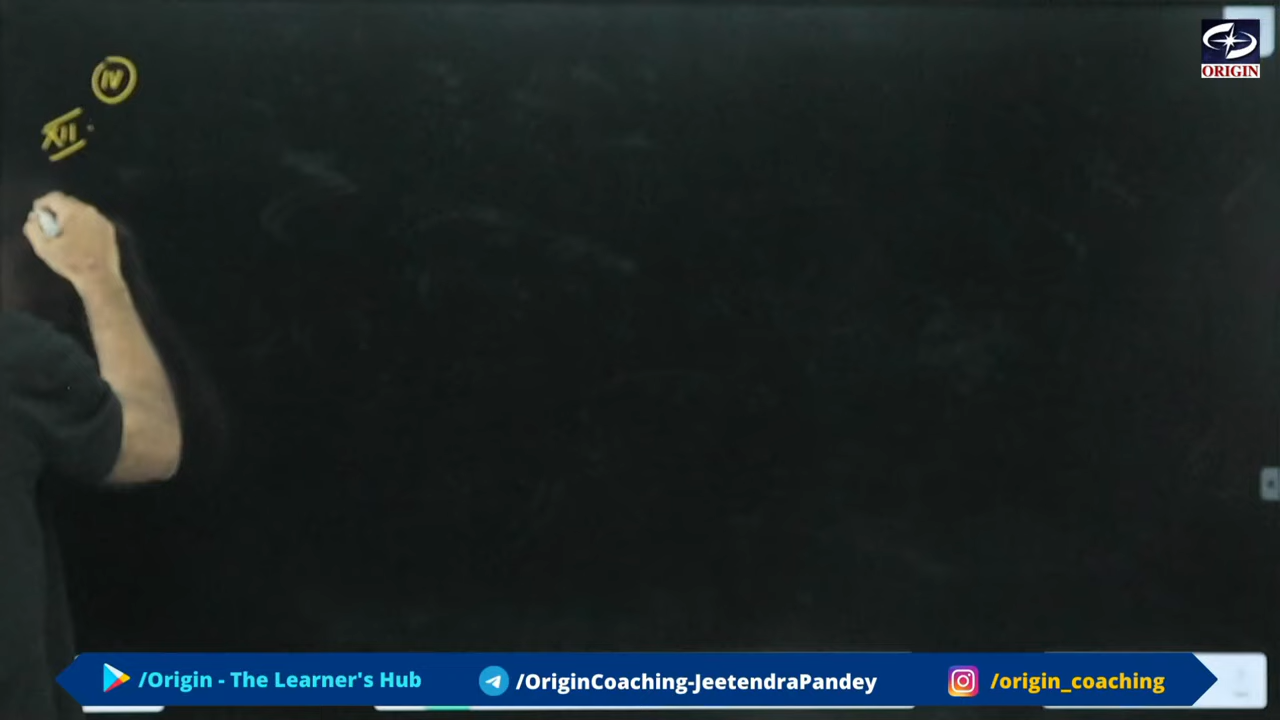 ORIGIN
IV
XII
/Origin - The Learner's Hub
/OriginCoaching-JeetendraPandey
/origin_coaching